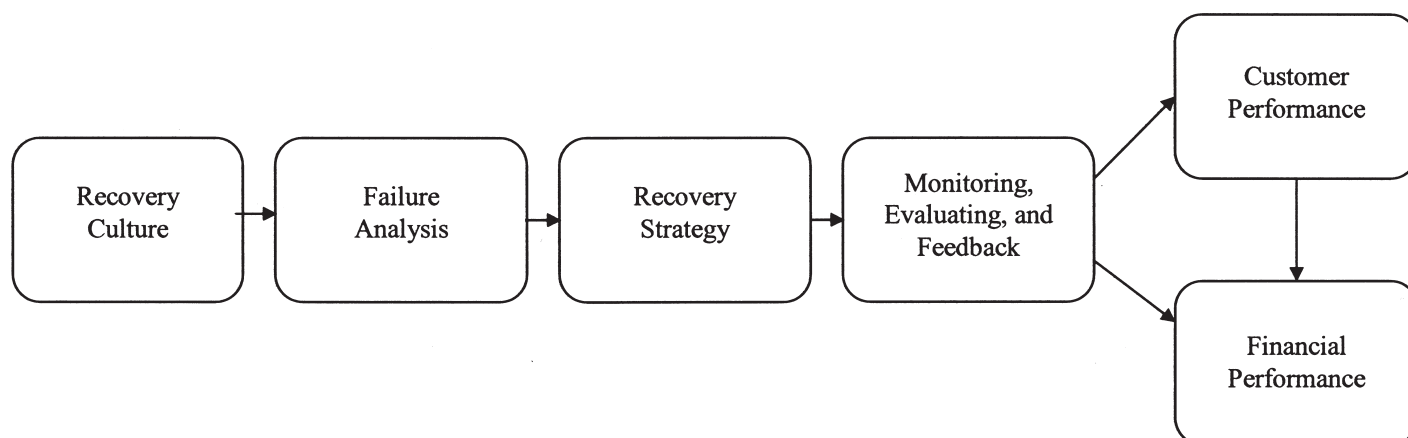 Recovery
Culture
Failure
Analysis
Recovery
Strategy
Monitoring,
Evaluating, and
Feedback
Customer
Performance
Financial
Performance